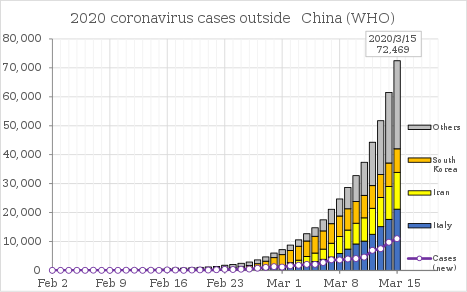 2020 coronavirus cases outside China (WHO)
2020/3/15
72,469
80,000
70,000
60,000
50,000
40,000
30,000
20,000
10,000
0
Others
South
Korea
Iran
Italy
Cases
(new)
Feb 2
Feb 9
Feb 16
Feb 23
Mar 1
Mar 8
Mar 15